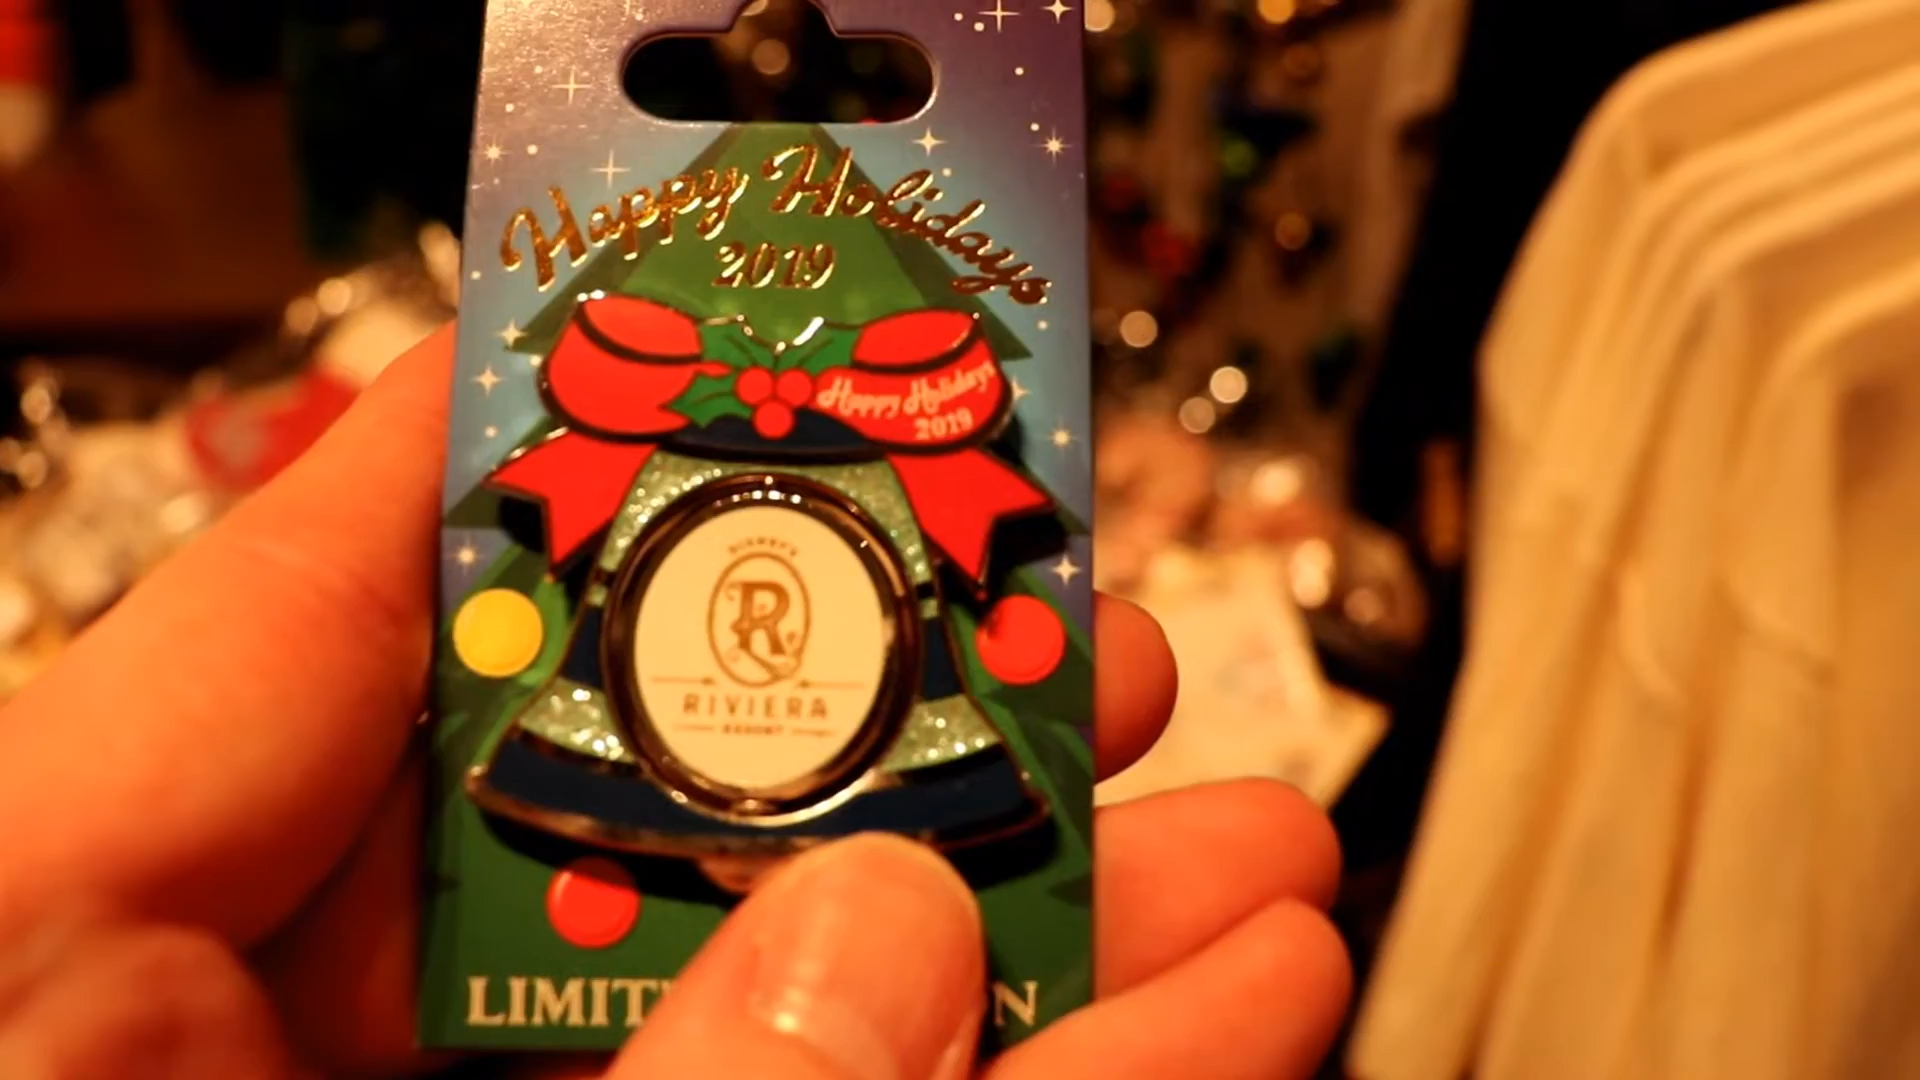 Happy Holidays
2019
Happy Holidays
2019
DISNEY'S
R
RIVIERA
RESORT
LIMIT N